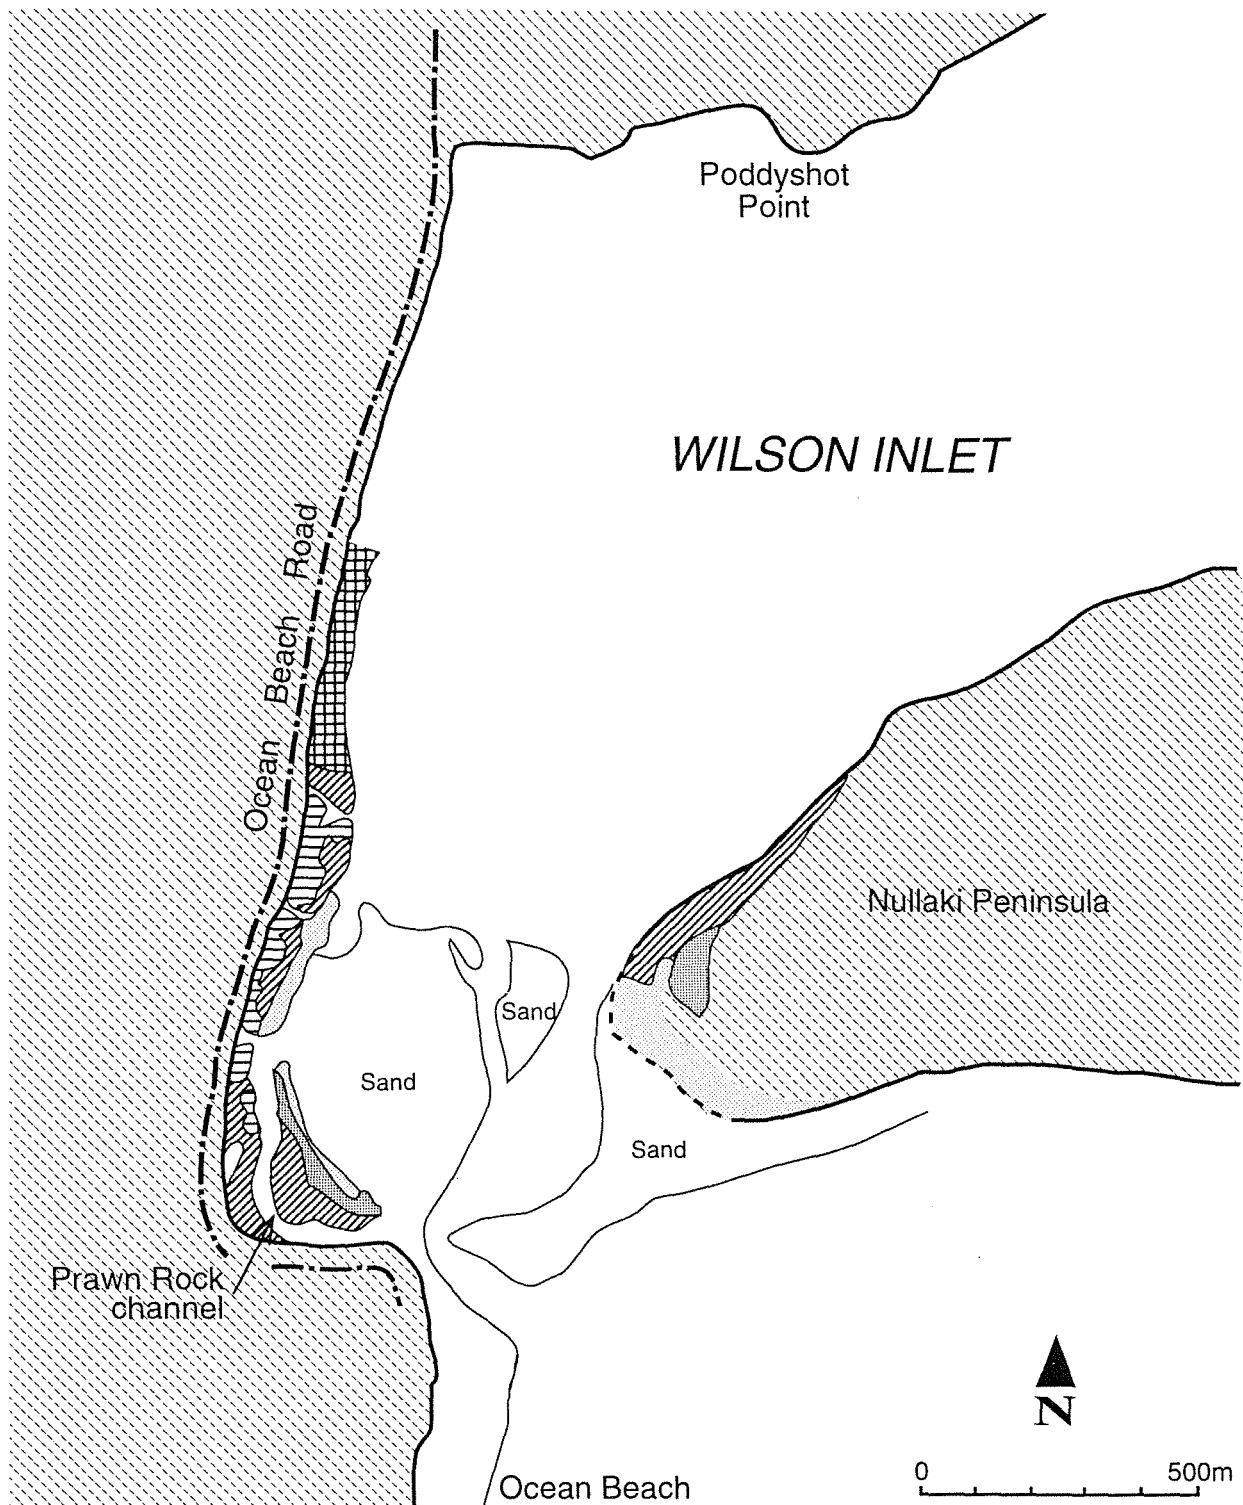 Poddyshot
Point
WILSON INLET
Ocean Beach Road
Nullaki Peninsula
Sand
Sand
Sand
Prawn Rock
channel
N
0 500m
Ocean Beach